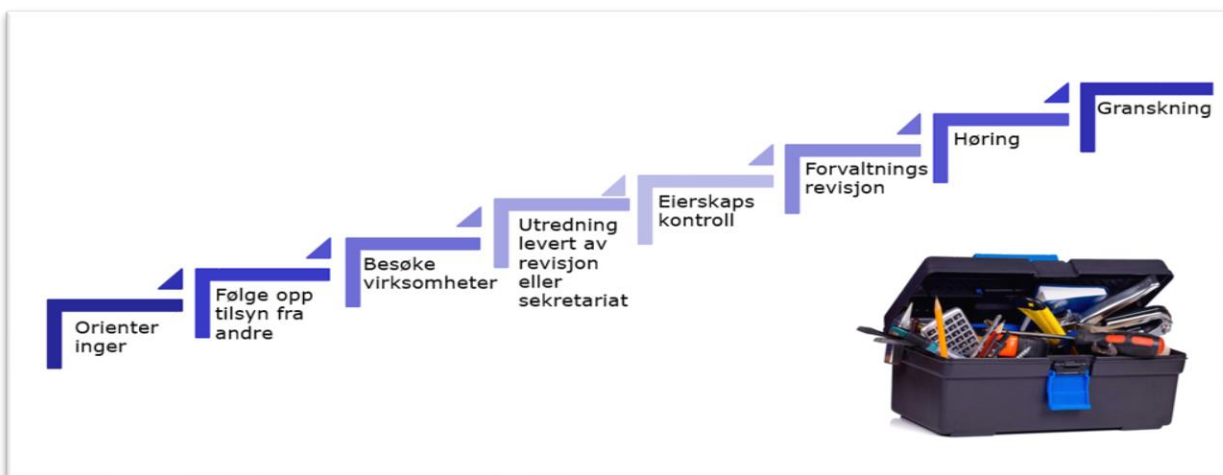 Orienter
inger
Følge opp
tilsyn fra
andre
Besøke
virksomheter
Utredning
levert av
revisjon
eller
sekretariat
Eierskaps
kontroll
Forvaltnings
revisjon
Høring
Granskning